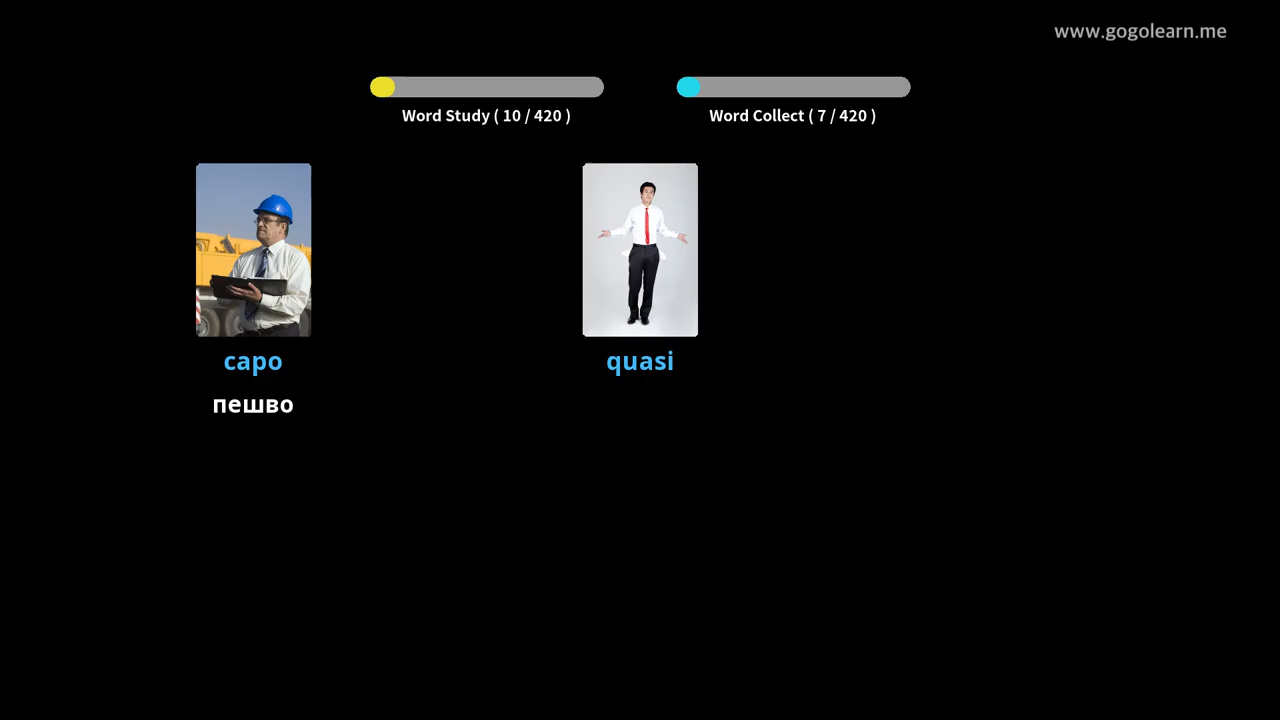 www.gogolearn.me
Word Study ( 10 / 420 )
Word Collect ( 7 / 420 )
capo
quasi
пешво